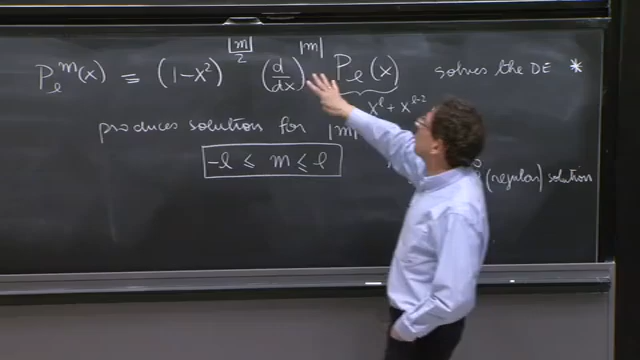 P_ℓ^m(x) ≡ (1-x²)^{|m|/2} (d/dx)^{|m|} P_ℓ(x) solves the DE *
x^ℓ + x^{ℓ-2}
produces solution for |m|
-ℓ ≤ m ≤ ℓ
(regular) solution